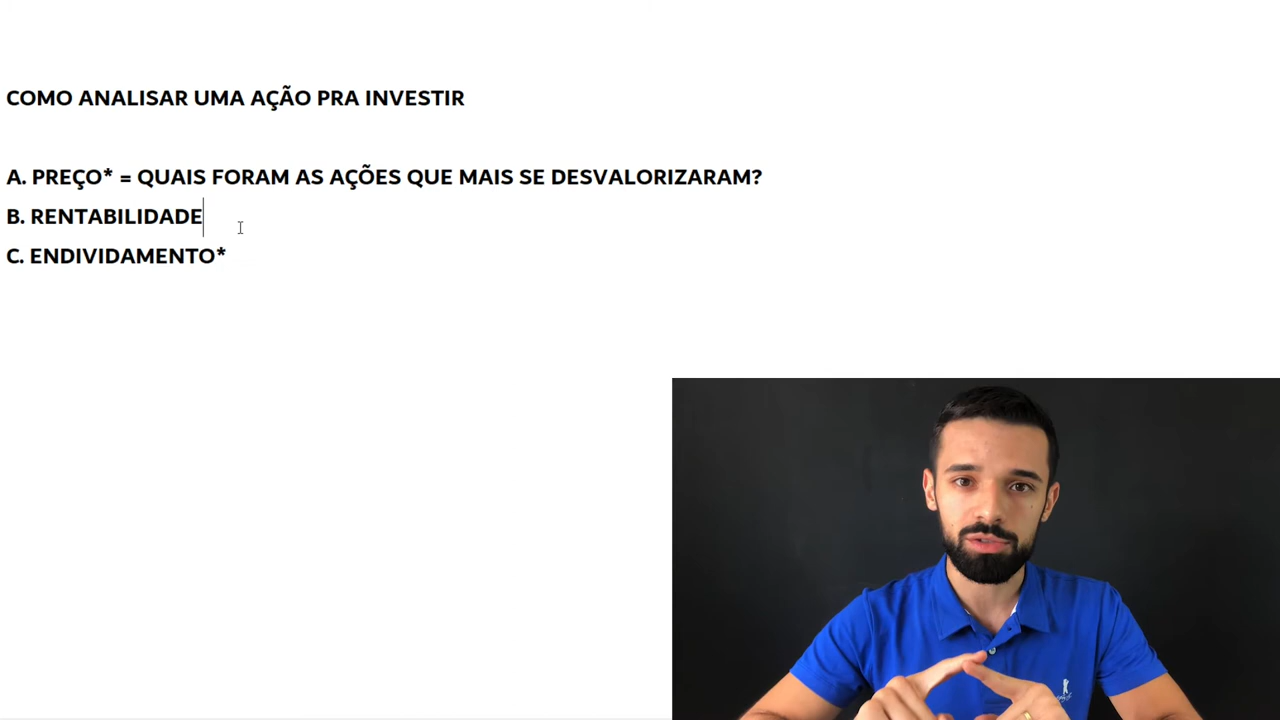 COMO ANALISAR UMA AÇÃO PRA INVESTIR
A. PREÇO* = QUAIS FORAM AS AÇÕES QUE MAIS SE DESVALORIZARAM?
B. RENTABILIDADE
C. ENDIVIDAMENTO*